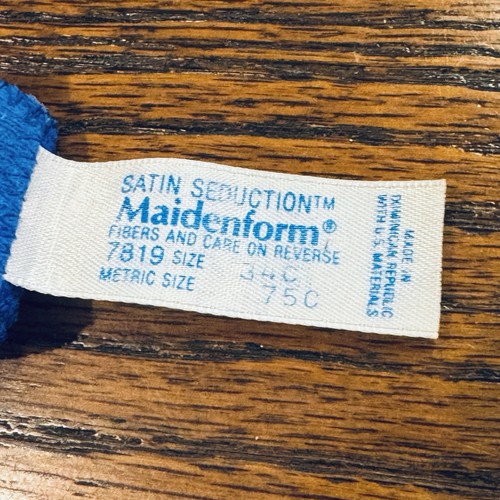 SATIN SEDUCTION™
Maidenform®
FIBERS AND CARE ON REVERSE
7819 SIZE 34C
METRIC SIZE 75C
MADE IN
DOMINICAN REPUBLIC
WITH U.S. MATERIALS